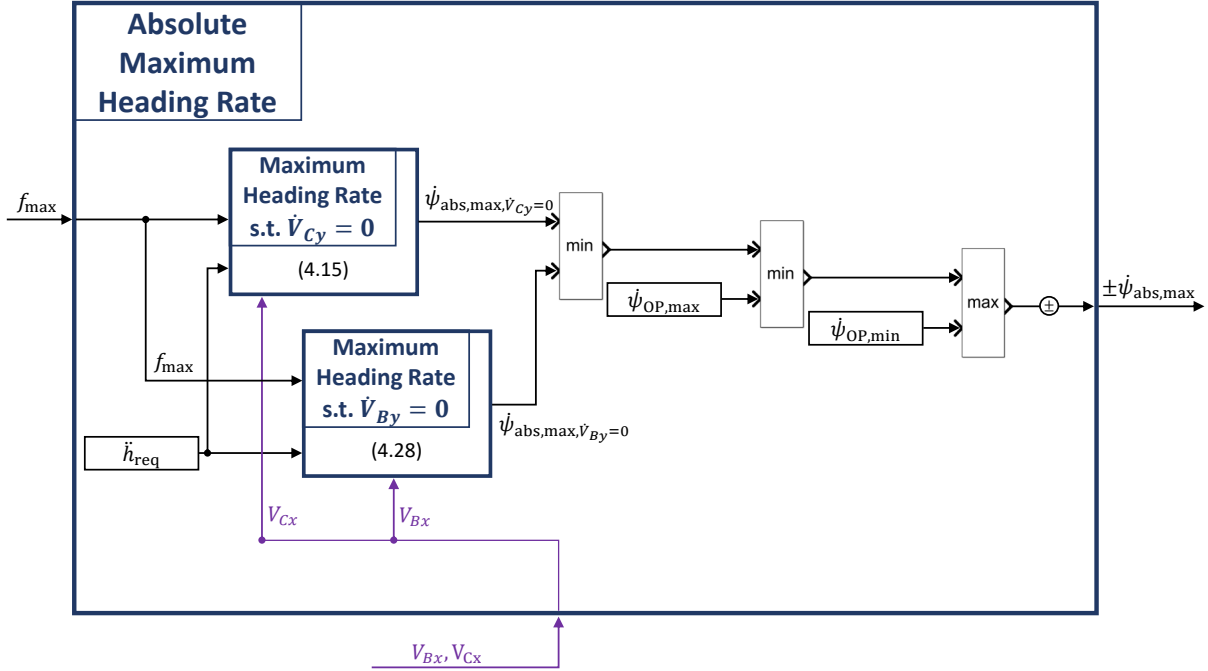 Absolute
Maximum
Heading Rate
f_max
Maximum
Heading Rate
s.t. V̇_Cy = 0
(4.15)
ψ̇_abs,max,V̇_Cy=0
min
min
max
±
±ψ̇_abs,max
ψ̇_OP,max
ψ̇_OP,min
f_max
Maximum
Heading Rate
s.t. V̇_By = 0
(4.28)
ψ̇_abs,max,V̇_By=0
ḧ_req
V_Cx
V_Bx
V_Bx, V_Cx